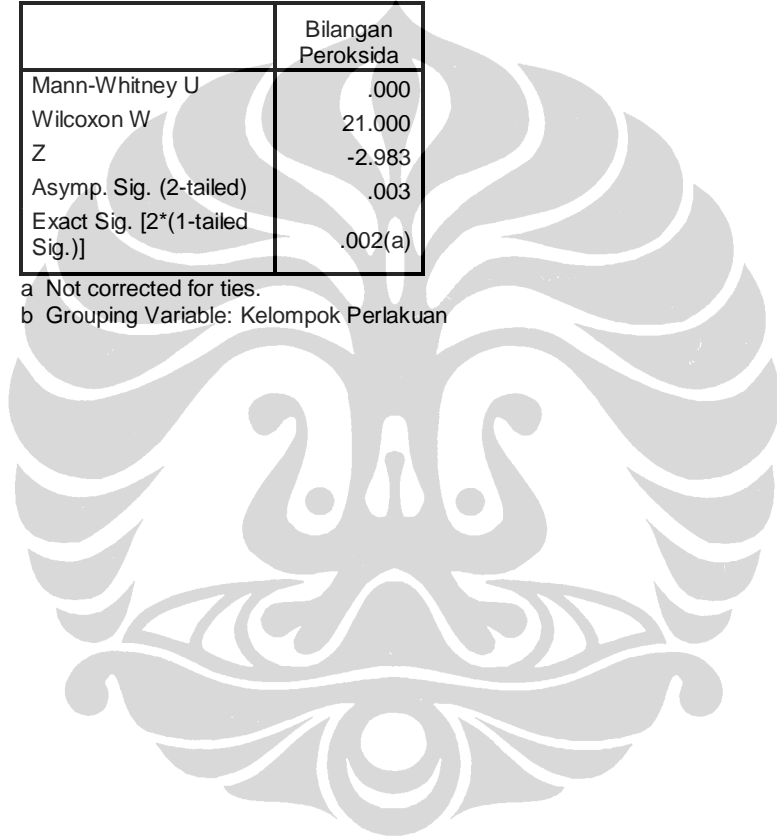 Bilangan
Peroksida
Mann-Whitney U .000
Wilcoxon W 21.000
Z -2.983
Asymp. Sig. (2-tailed) .003
Exact Sig. [2*(1-tailed
Sig.)] .002(a)
a Not corrected for ties.
b Grouping Variable: Kelompok Perlakuan